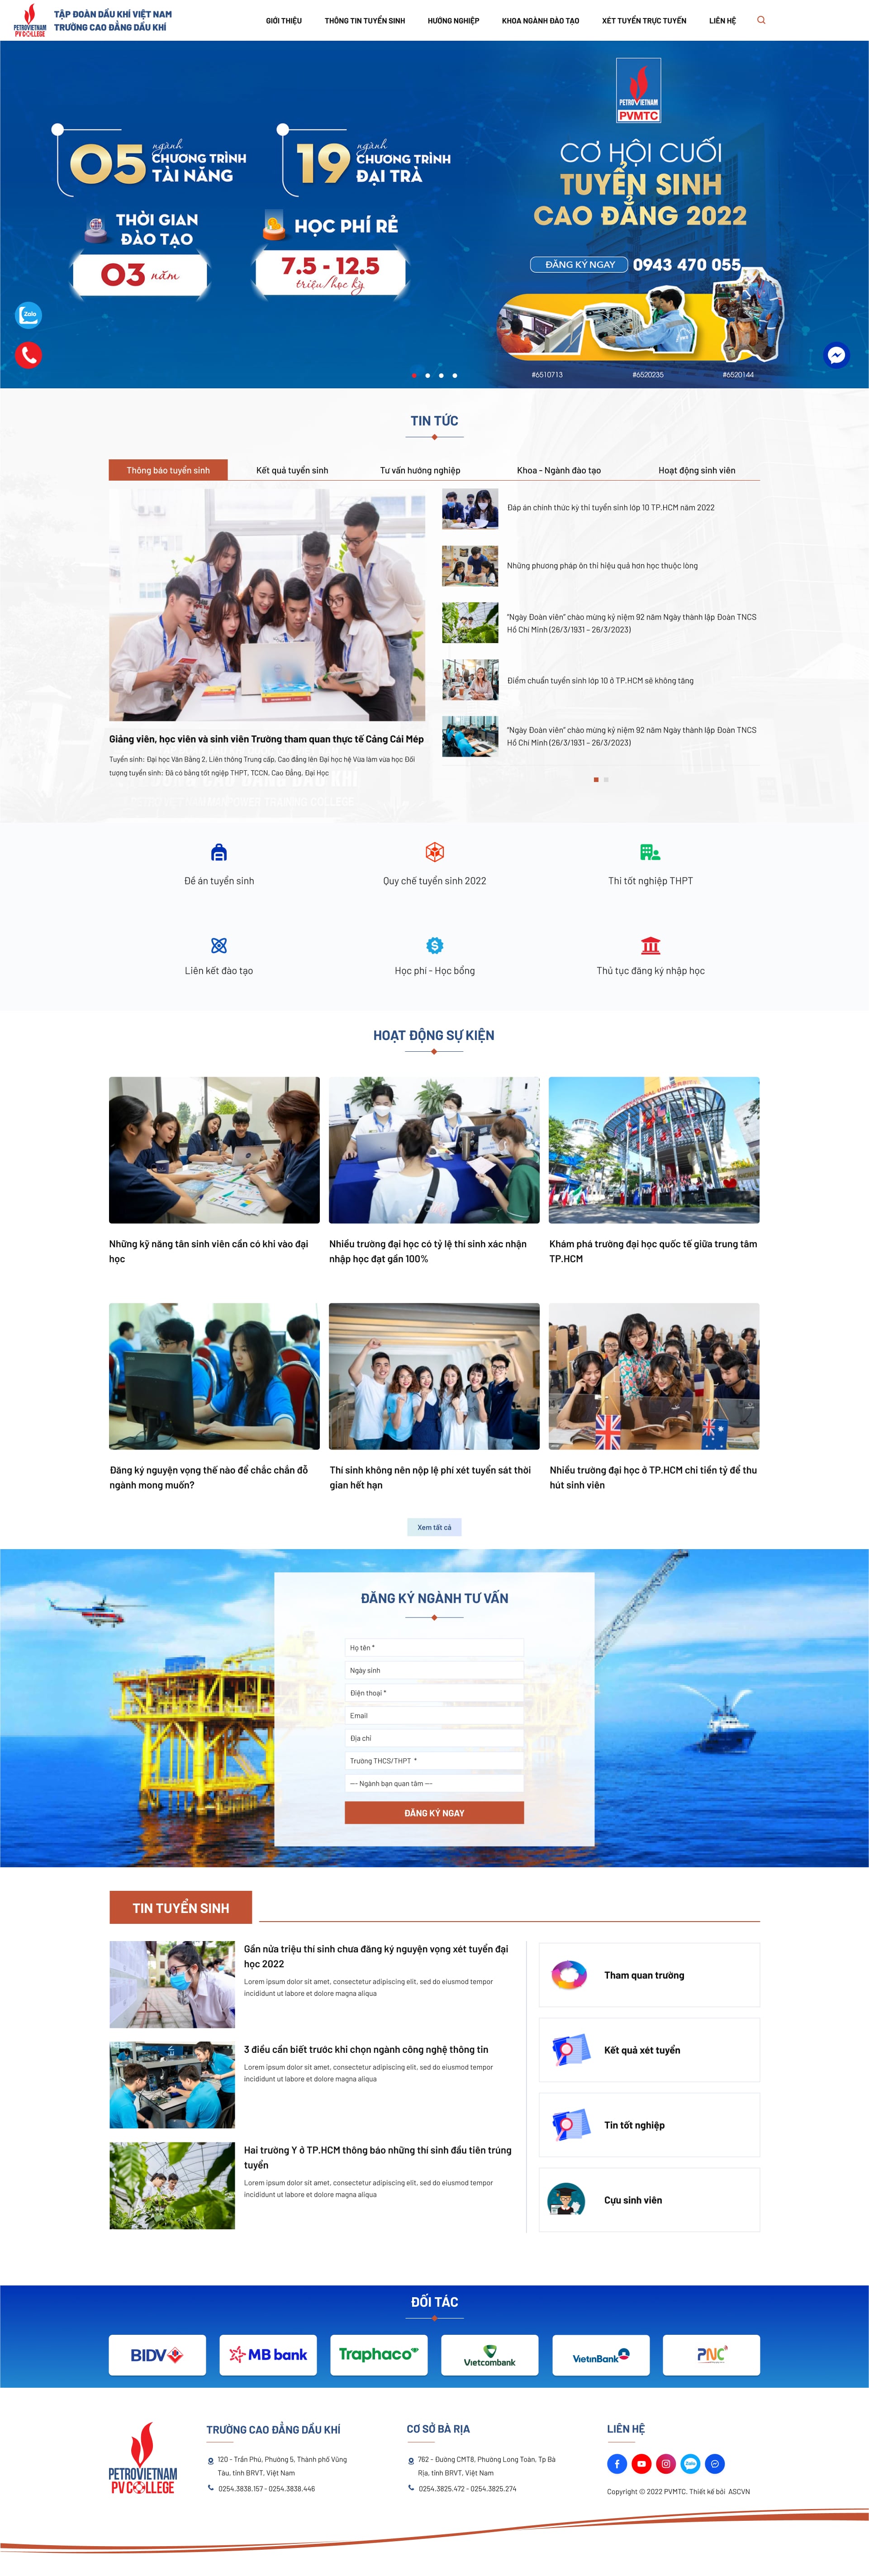 PETROVIETNAM
PV COLLEGE
TẬP ĐOÀN DẦU KHÍ VIỆT NAM
TRƯỜNG CAO ĐẲNG DẦU KHÍ
GIỚI THIỆU
THÔNG TIN TUYỂN SINH
HƯỚNG NGHIỆP
KHOA NGÀNH ĐÀO TẠO
XÉT TUYỂN TRỰC TUYẾN
LIÊN HỆ
05 ngành
CHƯƠNG TRÌNH
TÀI NĂNG
19 ngành
CHƯƠNG TRÌNH
ĐẠI TRÀ
THỜI GIAN
ĐÀO TẠO
03 năm
HỌC PHÍ RẺ
7.5 - 12.5
triệu/học kỳ
PETROVIETNAM
PVMTC
CƠ HỘI CUỐI
TUYỂN SINH
CAO ĐẲNG 2022
ĐĂNG KÝ NGAY 0943 470 055
#6510713
#6520235
#6520144
Zalo
TIN TỨC
Thông báo tuyển sinh
Kết quả tuyển sinh
Tư vấn hướng nghiệp
Khoa - Ngành đào tạo
Hoạt động sinh viên
Giảng viên, học viên và sinh viên Trường tham quan thực tế Cảng Cái Mép
Tuyển sinh: Đại học Văn Bằng 2, Liên thông Trung cấp, Cao đẳng lên Đại học hệ Vừa làm vừa học Đối
tượng tuyển sinh: Đã có bằng tốt ngiệp THPT, TCCN, Cao Đẳng, Đại Học
Đáp án chính thức kỳ thi tuyển sinh lớp 10 TP.HCM năm 2022
Những phương pháp ôn thi hiệu quả hơn học thuộc lòng
"Ngày Đoàn viên" chào mừng kỷ niệm 92 năm Ngày thành lập Đoàn TNCS
Hồ Chí Minh (26/3/1931 – 26/3/2023)
Điểm chuẩn tuyển sinh lớp 10 ở TP.HCM sẽ không tăng
"Ngày Đoàn viên" chào mừng kỷ niệm 92 năm Ngày thành lập Đoàn TNCS
Hồ Chí Minh (26/3/1931 – 26/3/2023)
Đề án tuyển sinh
Quy chế tuyển sinh 2022
Thi tốt nghiệp THPT
Liên kết đào tạo
Học phí - Học bổng
Thủ tục đăng ký nhập học
HOẠT ĐỘNG SỰ KIỆN
Những kỹ năng tân sinh viên cần có khi vào đại
học
Nhiều trường đại học có tỷ lệ thí sinh xác nhận
nhập học đạt gần 100%
Khám phá trường đại học quốc tế giữa trung tâm
TP.HCM
Đăng ký nguyện vọng thế nào để chắc chắn đỗ
ngành mong muốn?
Thí sinh không nên nộp lệ phí xét tuyển sát thời
gian hết hạn
Nhiều trường đại học ở TP.HCM chi tiền tỷ để thu
hút sinh viên
Xem tất cả
ĐĂNG KÝ NGÀNH TƯ VẤN
Họ tên *
Ngày sinh
Điện thoại *
Email
Địa chỉ
Trường THCS/THPT *
--- Ngành bạn quan tâm ---
ĐĂNG KÝ NGAY
TIN TUYỂN SINH
Gần nửa triệu thí sinh chưa đăng ký nguyện vọng xét tuyển đại
học 2022
Lorem ipsum dolor sit amet, consectetur adipiscing elit, sed do eiusmod tempor
incididunt ut labore et dolore magna aliqua
3 điều cần biết trước khi chọn ngành công nghệ thông tin
Lorem ipsum dolor sit amet, consectetur adipiscing elit, sed do eiusmod tempor
incididunt ut labore et dolore magna aliqua
Hai trường Y ở TP.HCM thông báo những thí sinh đầu tiên trúng
tuyển
Lorem ipsum dolor sit amet, consectetur adipiscing elit, sed do eiusmod tempor
incididunt ut labore et dolore magna aliqua
Tham quan trường
Kết quả xét tuyển
Tin tốt nghiệp
Cựu sinh viên
ĐỐI TÁC
BIDV
MB bank
Traphaco
Vietcombank
VietinBank
PNC
PETROVIETNAM
PV COLLEGE
TRƯỜNG CAO ĐẲNG DẦU KHÍ
120 - Trần Phú, Phường 5, Thành phố Vũng
Tàu, tỉnh BRVT, Việt Nam
0254.3838.157 - 0254.3838.446
CƠ SỞ BÀ RỊA
762 - Đường CMT8, Phường Long Toàn, Tp Bà
Rịa, tỉnh BRVT, Việt Nam
0254.3825.472 - 0254.3825.274
LIÊN HỆ
Zalo
Copyright © 2022 PVMTC. Thiết kế bởi ASCVN